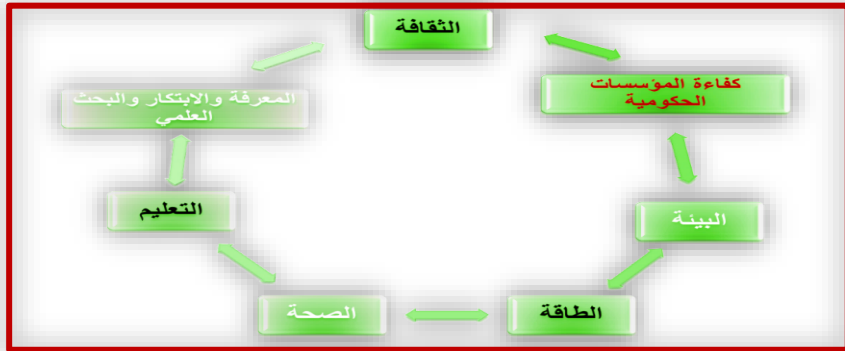 الثقافة
كفاءة المؤسسات
الحكومية
المعرفة والابتكار والبحث
العلمي
البيئة
التعليم
الطاقة
الصحة